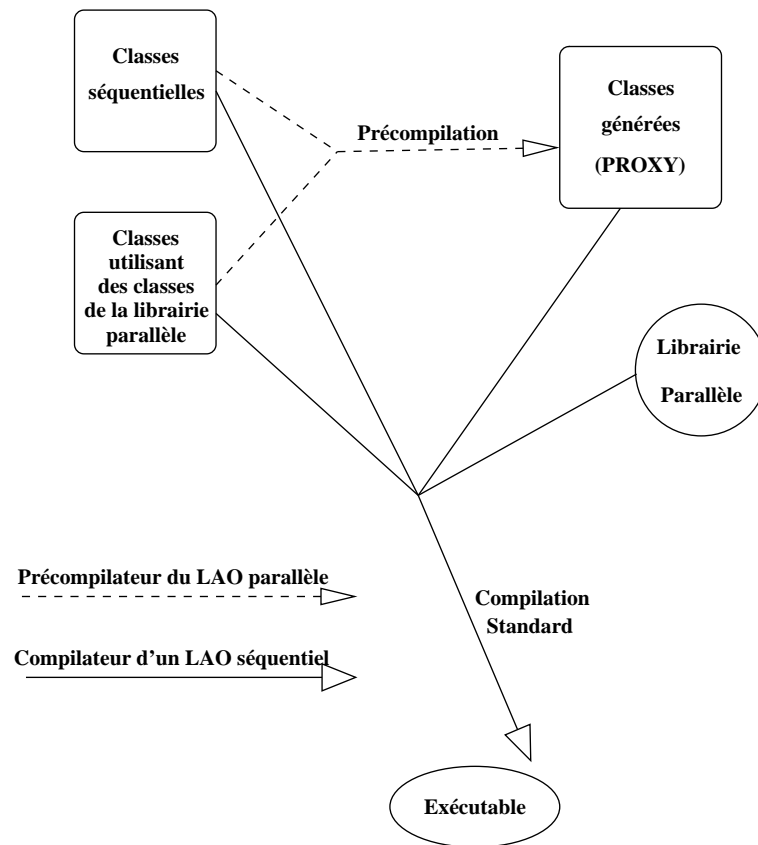 Classes
séquentielles
Classes
générées
(PROXY)
Précompilation
Classes
utilisant
des classes
de la librairie
parallèle
Librairie
Parallèle
Précompilateur du LAO parallèle
Compilation
Standard
Compilateur d'un LAO séquentiel
Exécutable